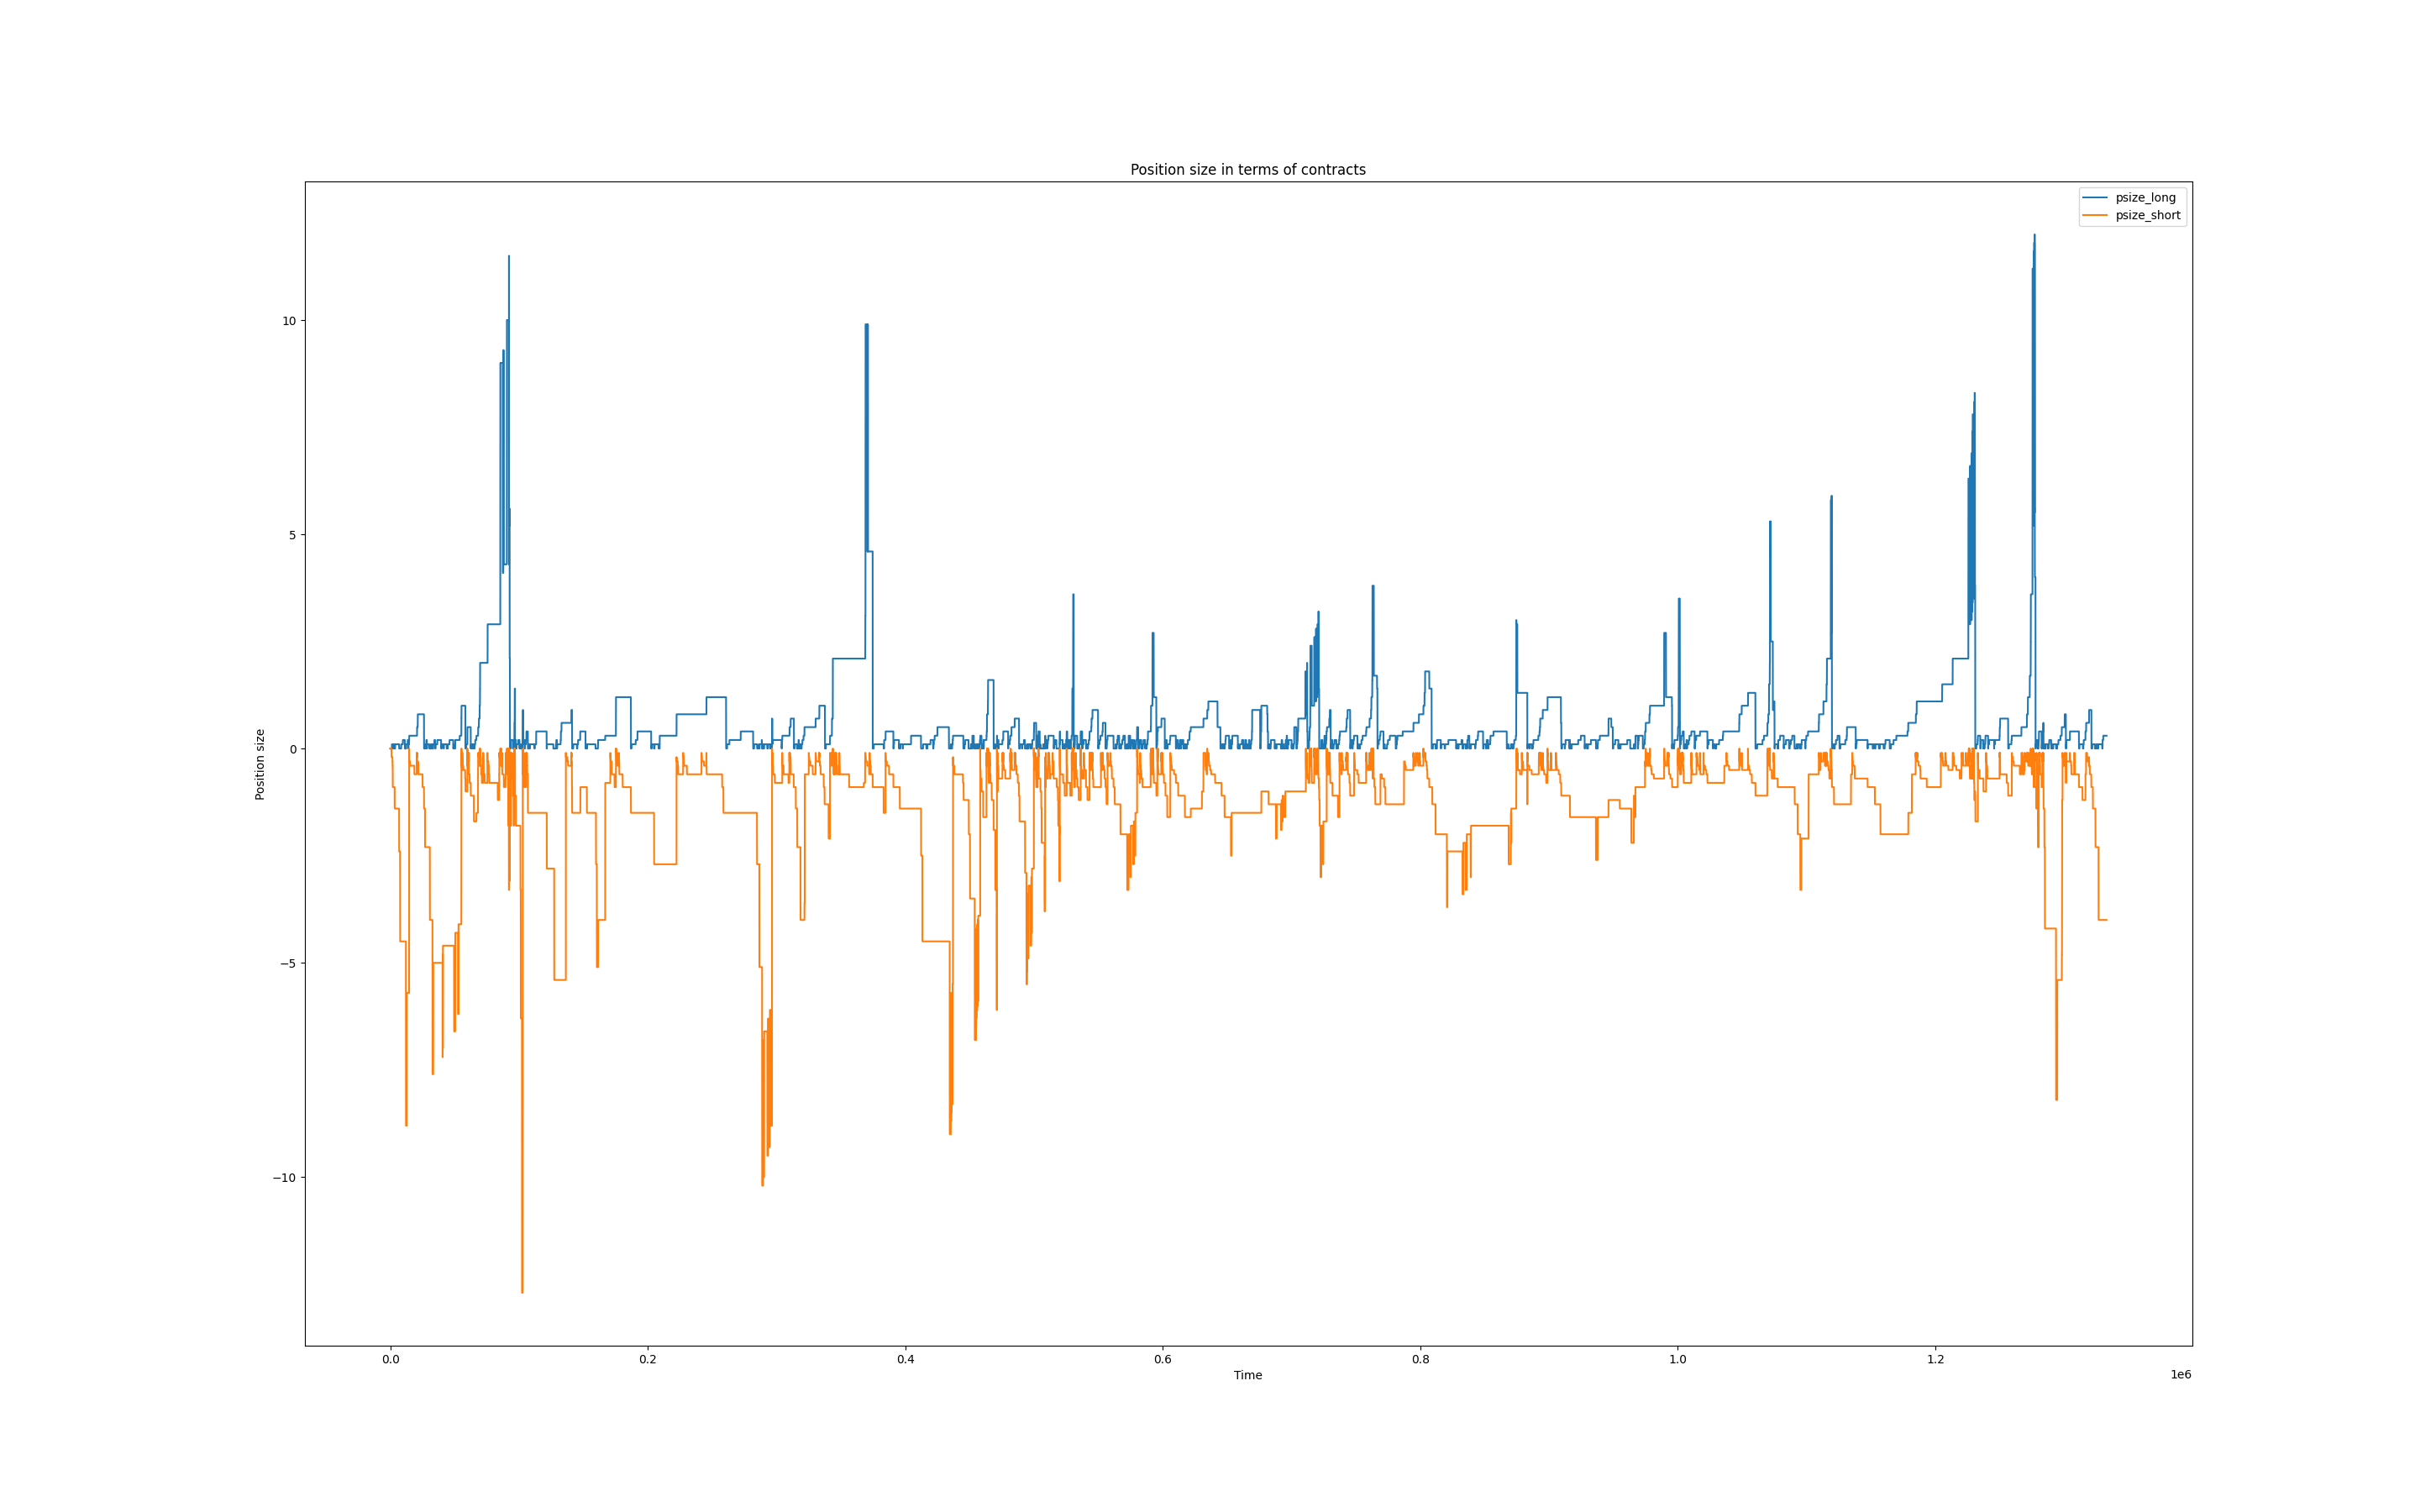 Position size in terms of contracts
psize_long
psize_short
Position size
10
5
0
−5
−10
0.0
0.2
0.4
0.6
0.8
1.0
1.2
1e6
Time